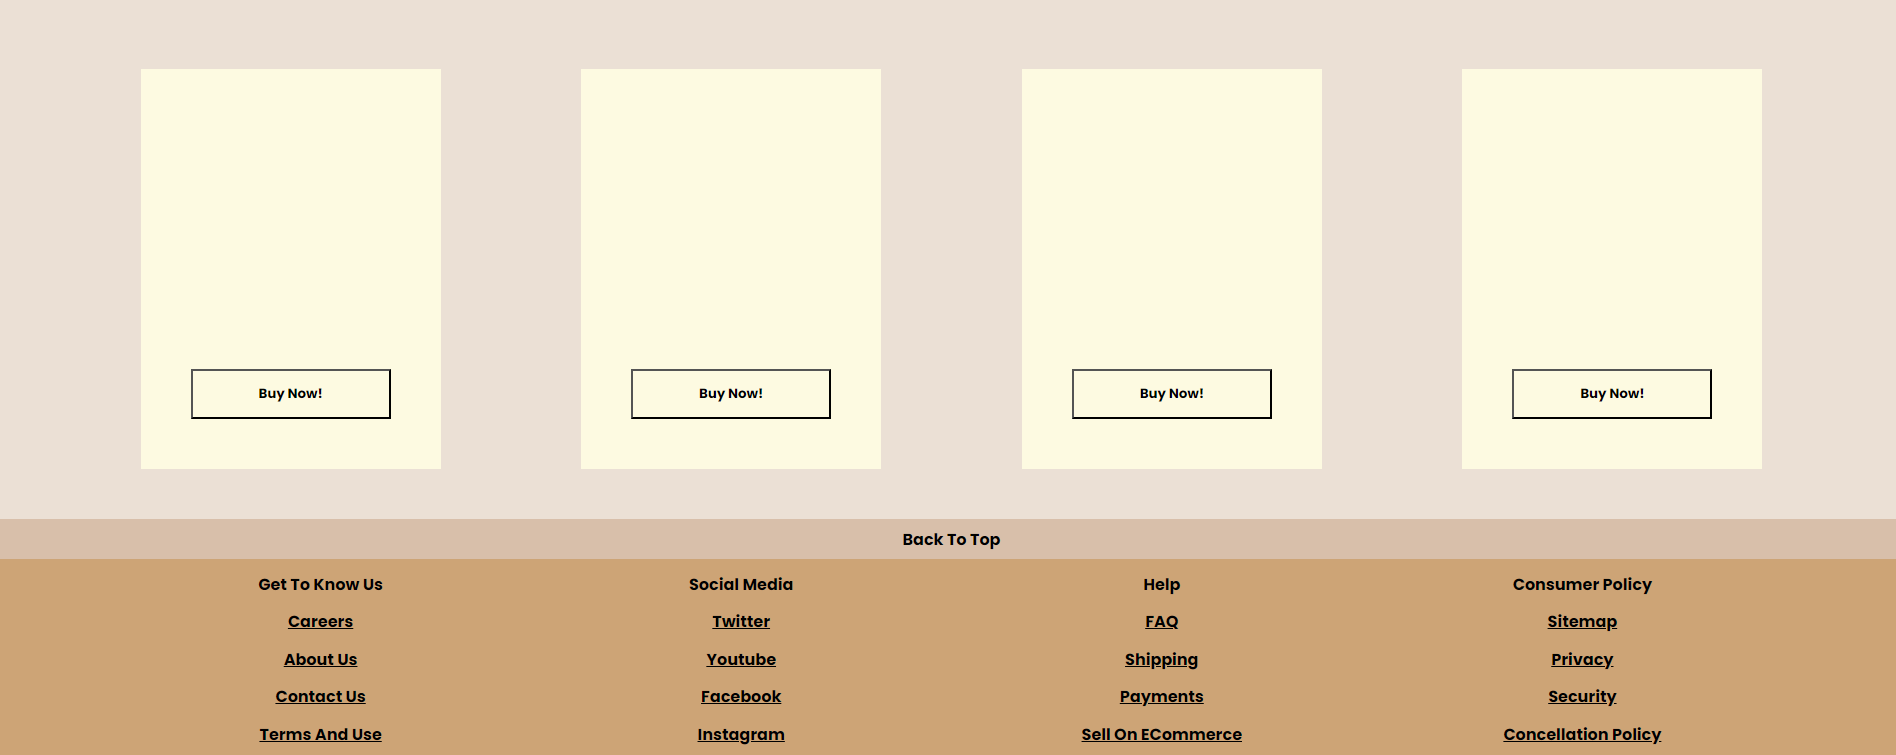 Buy Now!
Buy Now!
Buy Now!
Buy Now!
Back To Top
Get To Know Us
Social Media
Help
Consumer Policy
Careers
Twitter
FAQ
Sitemap
About Us
Youtube
Shipping
Privacy
Contact Us
Facebook
Payments
Security
Terms And Use
Instagram
Sell On ECommerce
Concellation Policy